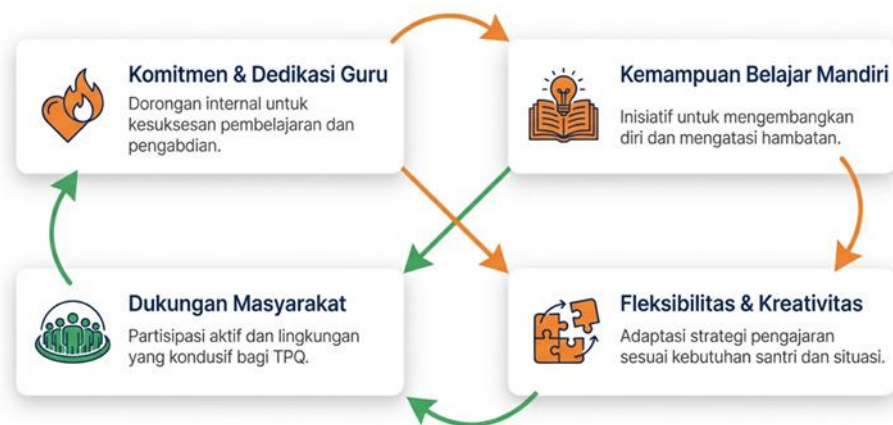 Komitmen & Dedikasi Guru
Dorongan internal untuk
kesuksesan pembelajaran dan
pengabdian.
Kemampuan Belajar Mandiri
Inisiatif untuk mengembangkan
diri dan mengatasi hambatan.
Dukungan Masyarakat
Partisipasi aktif dan lingkungan
yang kondusif bagi TPQ.
Fleksibilitas & Kreativitas
Adaptasi strategi pengajaran
sesuai kebutuhan santri dan situasi.